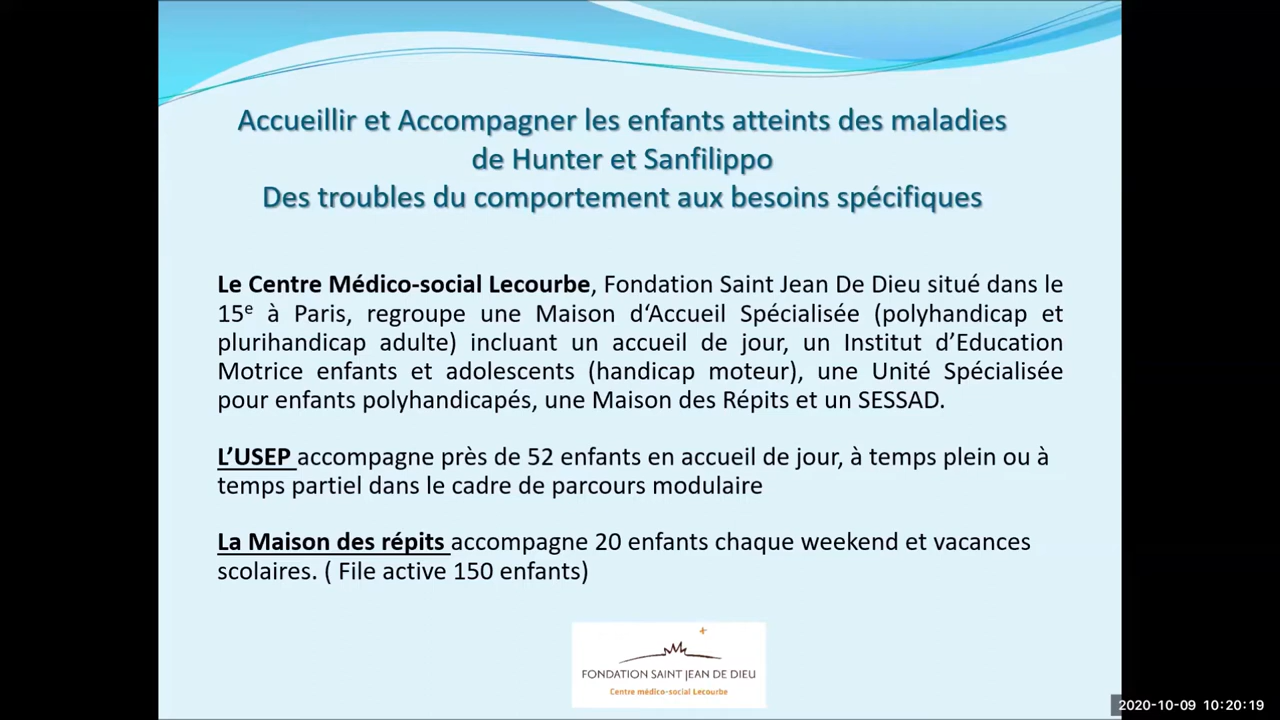 Accueillir et Accompagner les enfants atteints des maladies
de Hunter et Sanfilippo
Des troubles du comportement aux besoins spécifiques
Le Centre Médico-social Lecourbe, Fondation Saint Jean De Dieu situé dans le
15e à Paris, regroupe une Maison d‘Accueil Spécialisée (polyhandicap et
plurihandicap adulte) incluant un accueil de jour, un Institut d’Education
Motrice enfants et adolescents (handicap moteur), une Unité Spécialisée
pour enfants polyhandicapés, une Maison des Répits et un SESSAD.
L’USEP accompagne près de 52 enfants en accueil de jour, à temps plein ou à
temps partiel dans le cadre de parcours modulaire
La Maison des répits accompagne 20 enfants chaque weekend et vacances
scolaires. ( File active 150 enfants)
FONDATION SAINT JEAN DE DIEU
Centre médico-social Lecourbe
2020-10-09 10:20:19